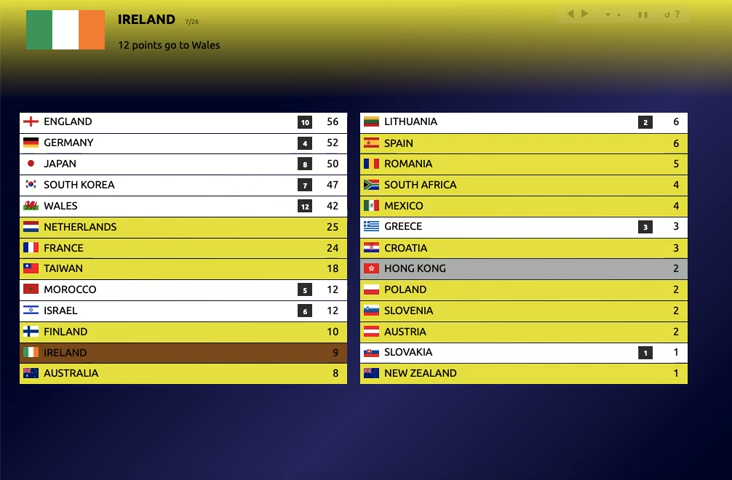 IRELAND 7/26
12 points go to Wales
ENGLAND 10 56
GERMANY 4 52
JAPAN 8 50
SOUTH KOREA 7 47
WALES 12 42
NETHERLANDS 25
FRANCE 24
TAIWAN 18
MOROCCO 5 12
ISRAEL 6 12
FINLAND 10
IRELAND 9
AUSTRALIA 8
LITHUANIA 2 6
SPAIN 6
ROMANIA 5
SOUTH AFRICA 4
MEXICO 4
GREECE 3 3
CROATIA 3
HONG KONG 2
POLAND 2
SLOVENIA 2
AUSTRIA 2
SLOVAKIA 1 1
NEW ZEALAND 1